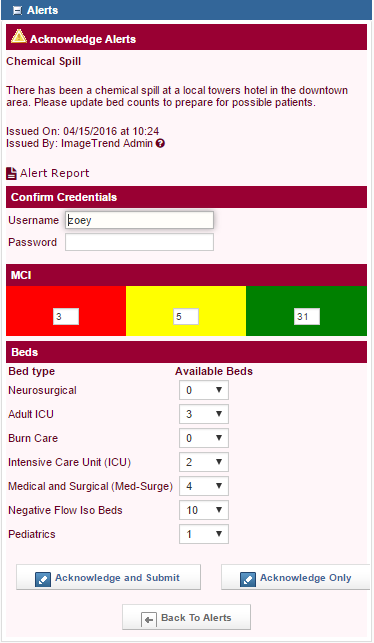 Alerts
Acknowledge Alerts
Chemical Spill
There has been a chemical spill at a local towers hotel in the downtown
area. Please update bed counts to prepare for possible patients.
Issued On: 04/15/2016 at 10:24
Issued By: ImageTrend Admin ?
Alert Report
Confirm Credentials
Username zoey
Password
MCI
3 5 31
Beds
Bed type Available Beds
Neurosurgical 0
Adult ICU 3
Burn Care 0
Intensive Care Unit (ICU) 2
Medical and Surgical (Med-Surge) 4
Negative Flow Iso Beds 10
Pediatrics 1
Acknowledge and Submit Acknowledge Only
Back To Alerts